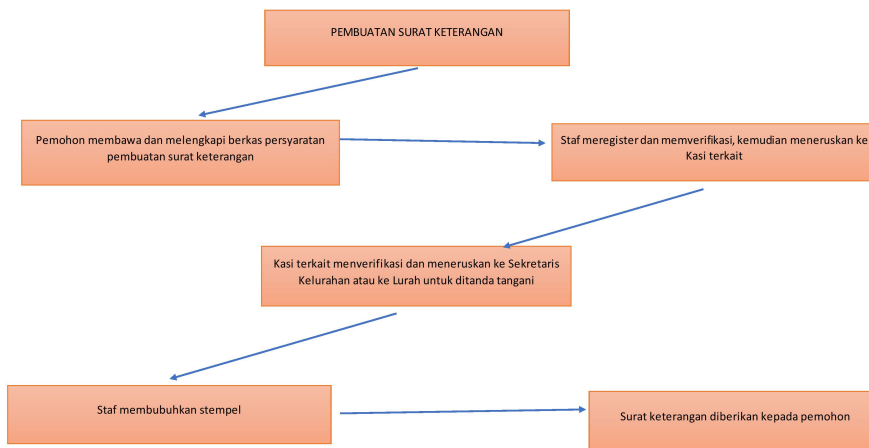 PEMBUATAN SURAT KETERANGAN
Pemohon membawa dan melengkapi berkas persyaratan
pembuatan surat keterangan
Staf meregister dan memverifikasi, kemudian meneruskan ke
Kasi terkait
Kasi terkait menverifikasi dan meneruskan ke Sekretaris
Kelurahan atau ke Lurah untuk ditanda tangani
Staf membubuhkan stempel
Surat keterangan diberikan kepada pemohon